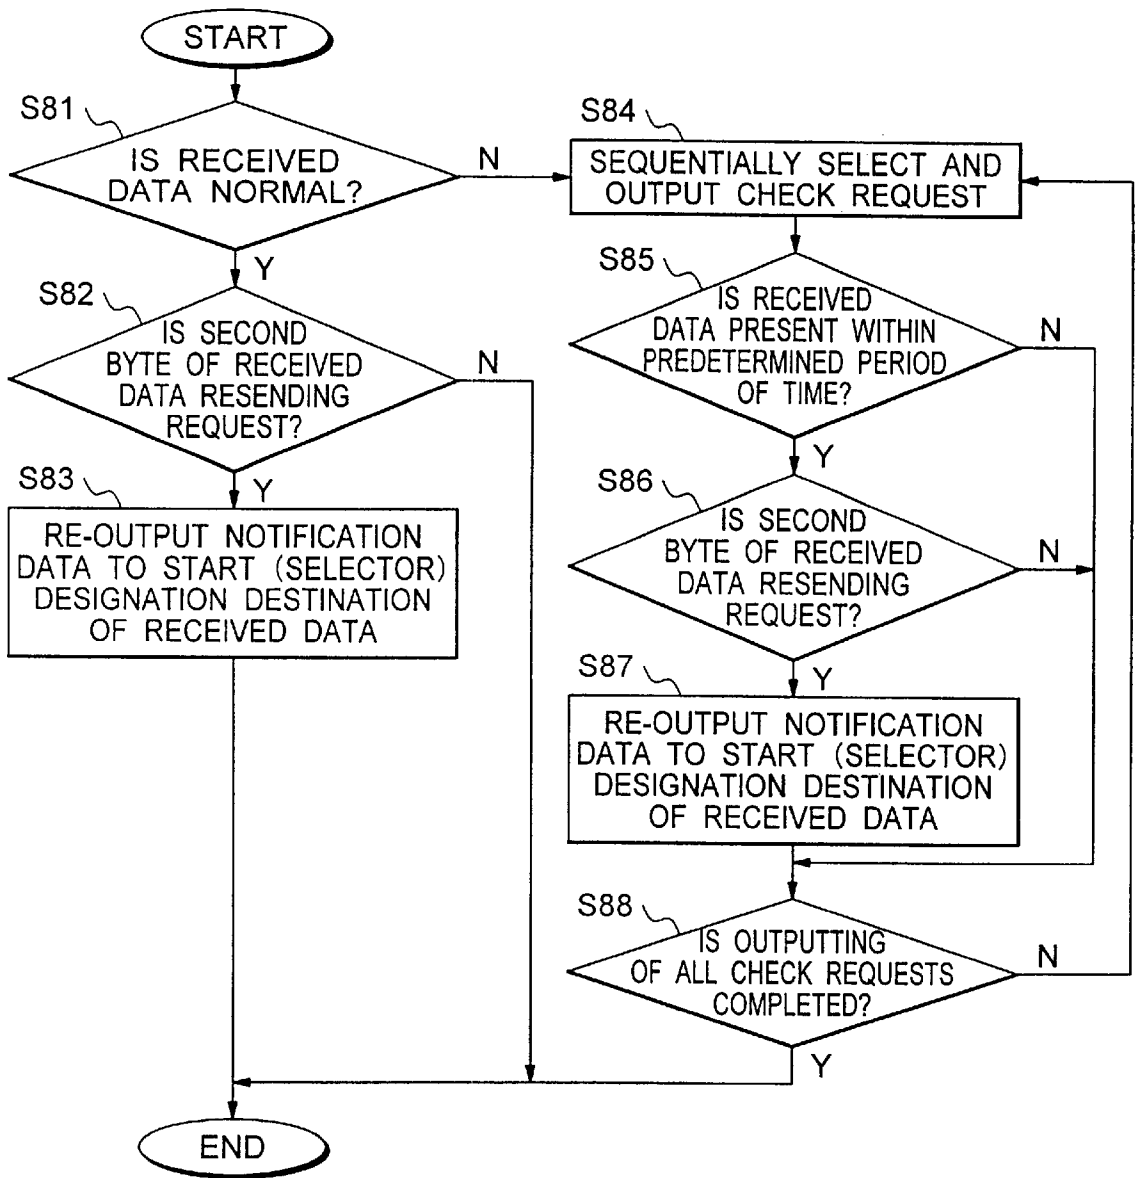 START
S81
IS RECEIVED
DATA NORMAL?
N
Y
S82
IS SECOND
BYTE OF RECEIVED
DATA RESENDING
REQUEST?
N
Y
S83
RE-OUTPUT NOTIFICATION
DATA TO START (SELECTOR)
DESIGNATION DESTINATION
OF RECEIVED DATA
S84
SEQUENTIALLY SELECT AND
OUTPUT CHECK REQUEST
S85
IS RECEIVED
DATA PRESENT WITHIN
PREDETERMINED PERIOD
OF TIME?
N
Y
S86
IS SECOND
BYTE OF RECEIVED
DATA RESENDING
REQUEST?
N
Y
S87
RE-OUTPUT NOTIFICATION
DATA TO START (SELECTOR)
DESIGNATION DESTINATION
OF RECEIVED DATA
S88
IS OUTPUTTING
OF ALL CHECK REQUESTS
COMPLETED?
N
Y
END